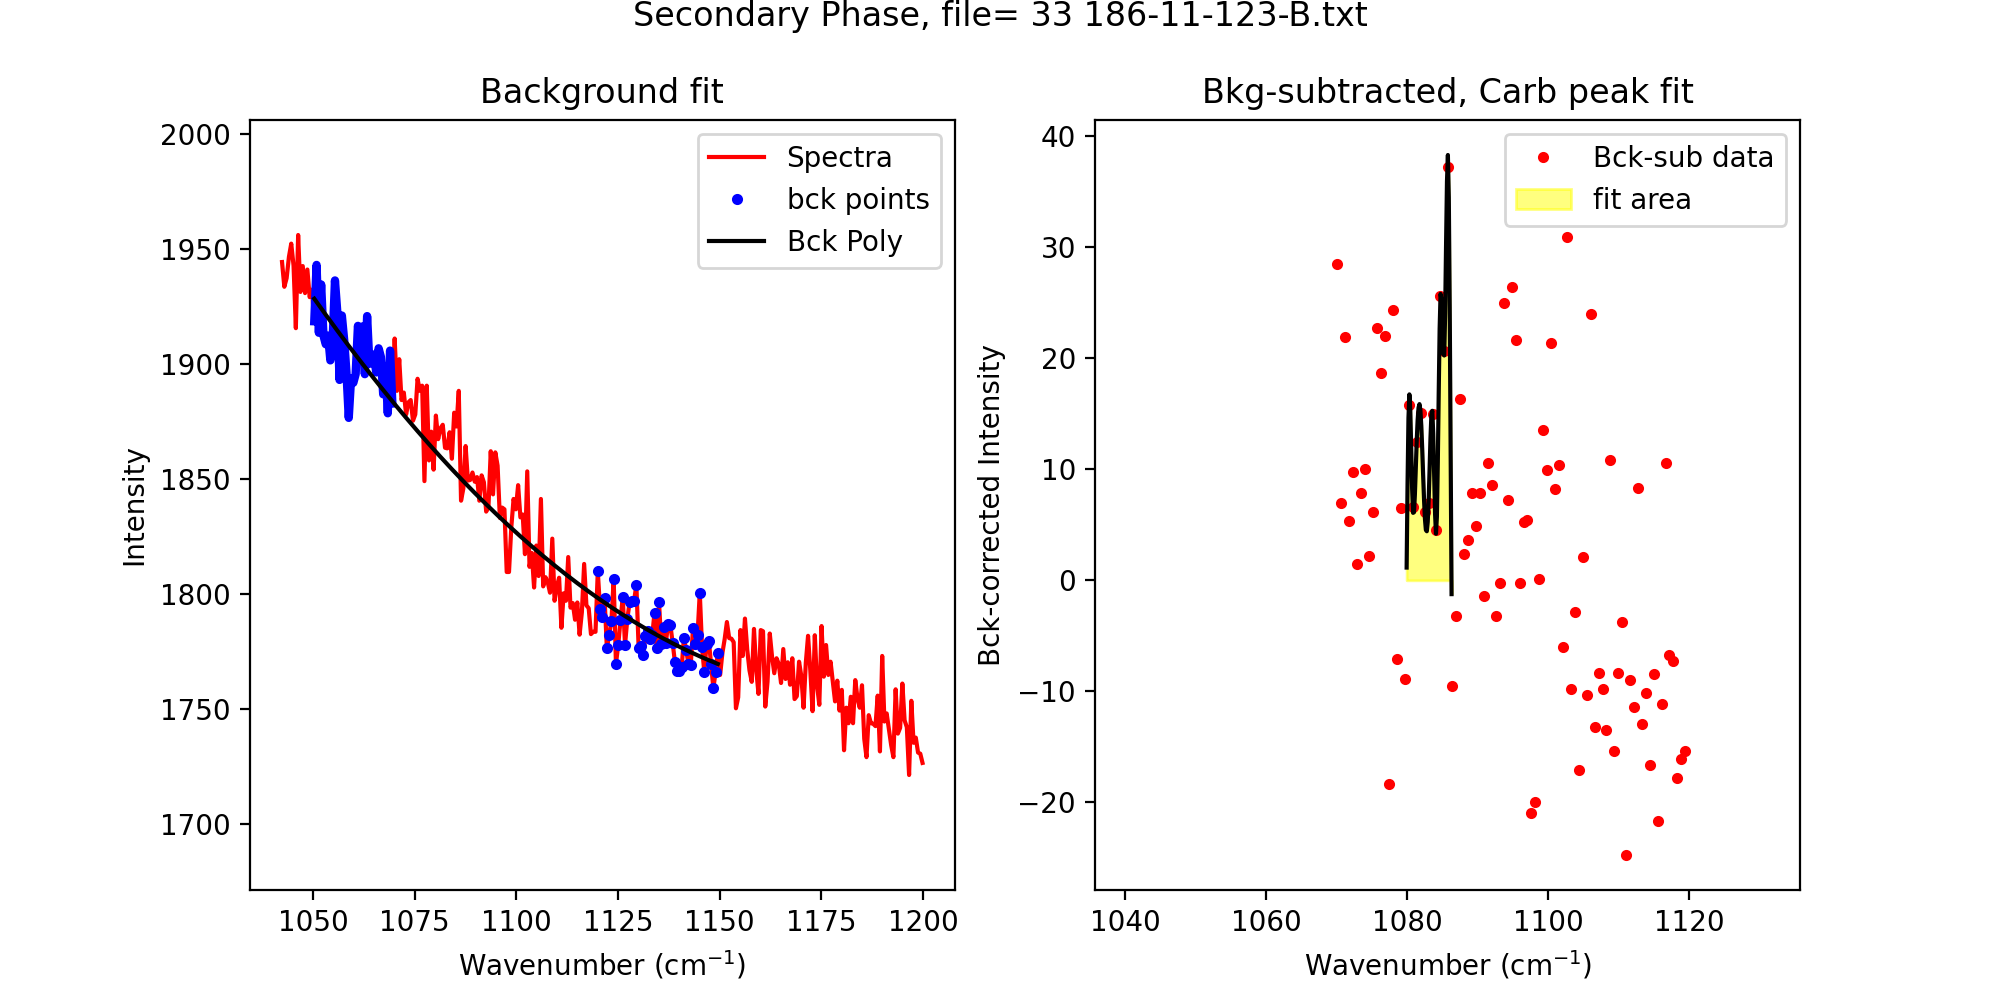 Secondary Phase, file= 33 186-11-123-B.txt
Background fit
2000
1950
1900
1850
1800
1750
1700
Intensity
Spectra
bck points
Bck Poly
1050 1075 1100 1125 1150 1175 1200
Wavenumber (cm⁻¹)
Bkg-subtracted, Carb peak fit
40
30
20
10
0
−10
−20
Bck-corrected Intensity
Bck-sub data
fit area
1040 1060 1080 1100 1120
Wavenumber (cm⁻¹)